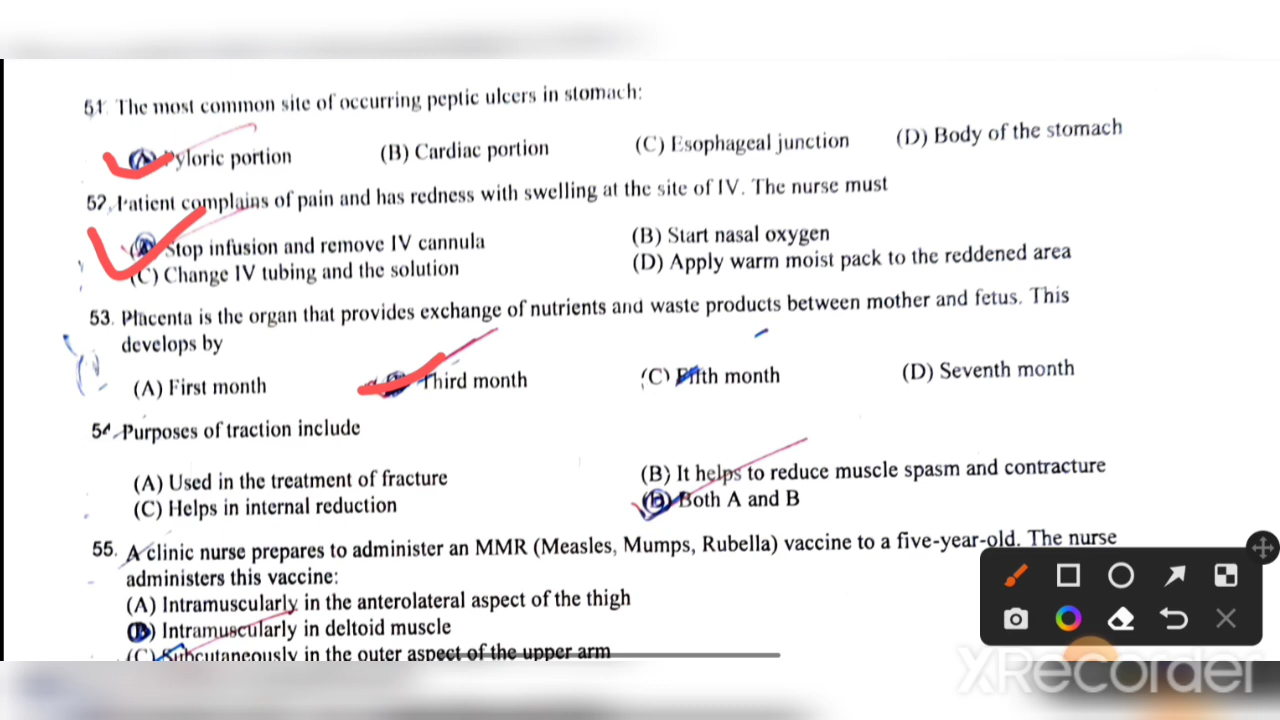 51. The most common site of occurring peptic ulcers in stomach:
(A) Pyloric portion (B) Cardiac portion (C) Esophageal junction (D) Body of the stomach
52. Patient complains of pain and has redness with swelling at the site of IV. The nurse must
(A) Stop infusion and remove IV cannula (B) Start nasal oxygen
(C) Change IV tubing and the solution (D) Apply warm moist pack to the reddened area
53. Placenta is the organ that provides exchange of nutrients and waste products between mother and fetus. This
develops by
(A) First month (B) Third month (C) Fifth month (D) Seventh month
54. Purposes of traction include
(A) Used in the treatment of fracture (B) It helps to reduce muscle spasm and contracture
(C) Helps in internal reduction (D) Both A and B
55. A clinic nurse prepares to administer an MMR (Measles, Mumps, Rubella) vaccine to a five-year-old. The nurse
administers this vaccine:
(A) Intramuscularly in the anterolateral aspect of the thigh
(B) Intramuscularly in deltoid muscle
(C) Subcutaneously in the outer aspect of the upper arm
XRecorder